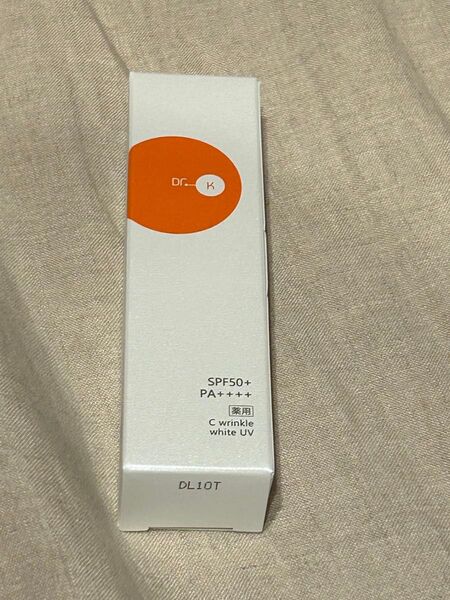 Dr. K
SPF50+
PA++++
薬用
C wrinkle
white UV
DL10T